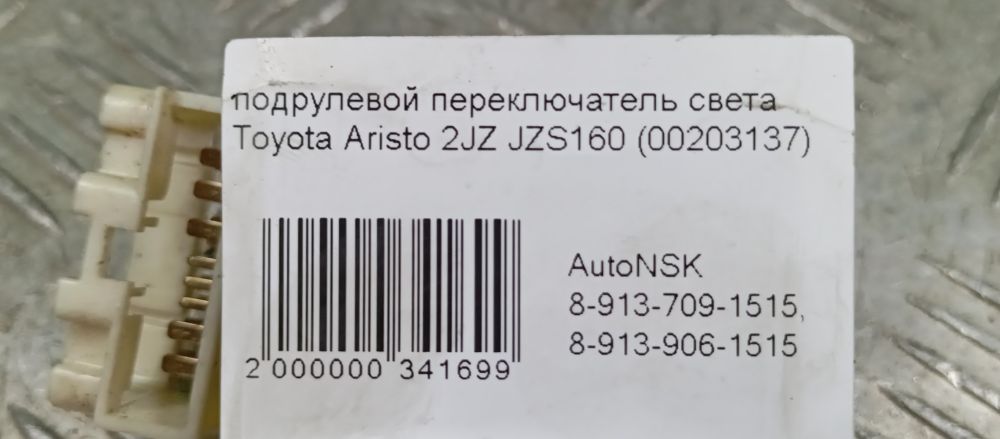 подрулевой переключатель света
Toyota Aristo 2JZ JZS160 (00203137)
AutoNSK
8-913-709-1515,
8-913-906-1515
2 000000 341699